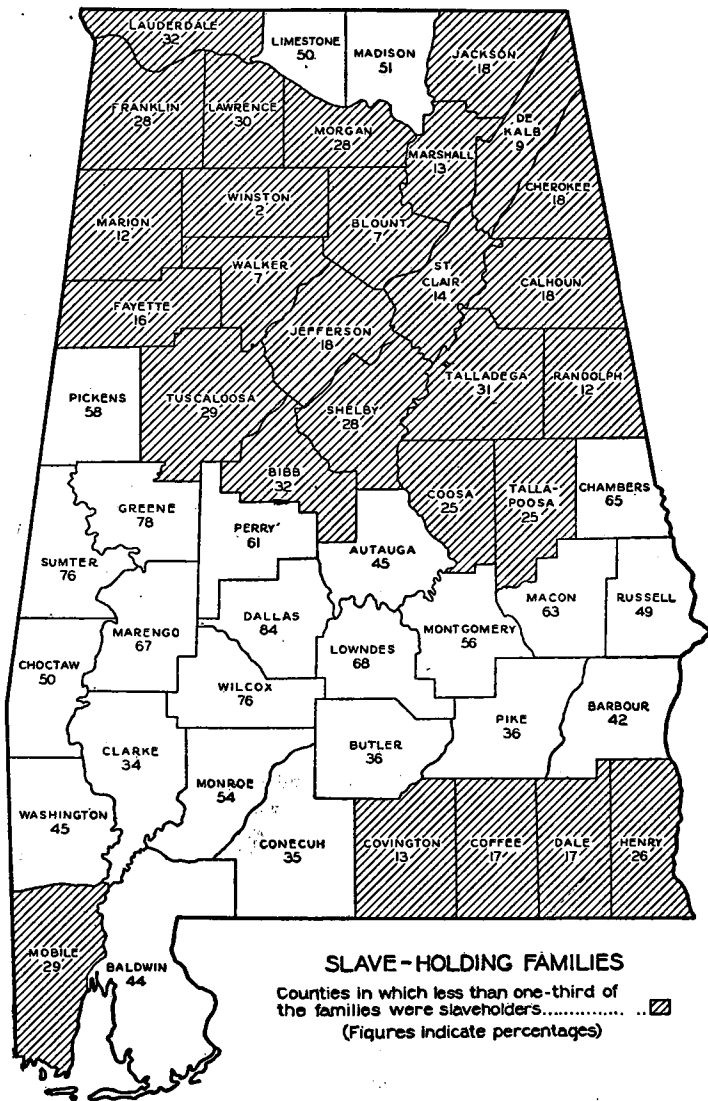 LAUDERDALE
32
LIMESTONE
50
MADISON
51
JACKSON
18
FRANKLIN
28
LAWRENCE
30
MORGAN
28
MARSHALL
13
DE
KALB
9
CHEROKEE
18
MARION
12
WINSTON
2
BLOUNT
7
WALKER
7
ST
CLAIR
14
CALHOUN
18
FAYETTE
16
JEFFERSON
18
PICKENS
58
TUSCALOOSA
29
SHELBY
28
TALLADEGA
31
RANDOLPH
12
BIBB
32
COOSA
25
TALLA-
POOSA
25
CHAMBERS
65
GREENE
78
PERRY
61
AUTAUGA
45
SUMTER
76
MARENGO
67
DALLAS
84
LOWNDES
68
MONTGOMERY
56
MACON
63
RUSSELL
49
CHOCTAW
50
WILCOX
76
CLARKE
34
BUTLER
36
PIKE
36
BARBOUR
42
MONROE
54
WASHINGTON
45
CONECUH
35
COVINGTON
13
COFFEE
17
DALE
17
HENRY
26
MOBILE
29
BALDWIN
44
SLAVE-HOLDING FAMILIES
Counties in which less than one-third of
the families were slaveholders.................
(Figures indicate percentages)